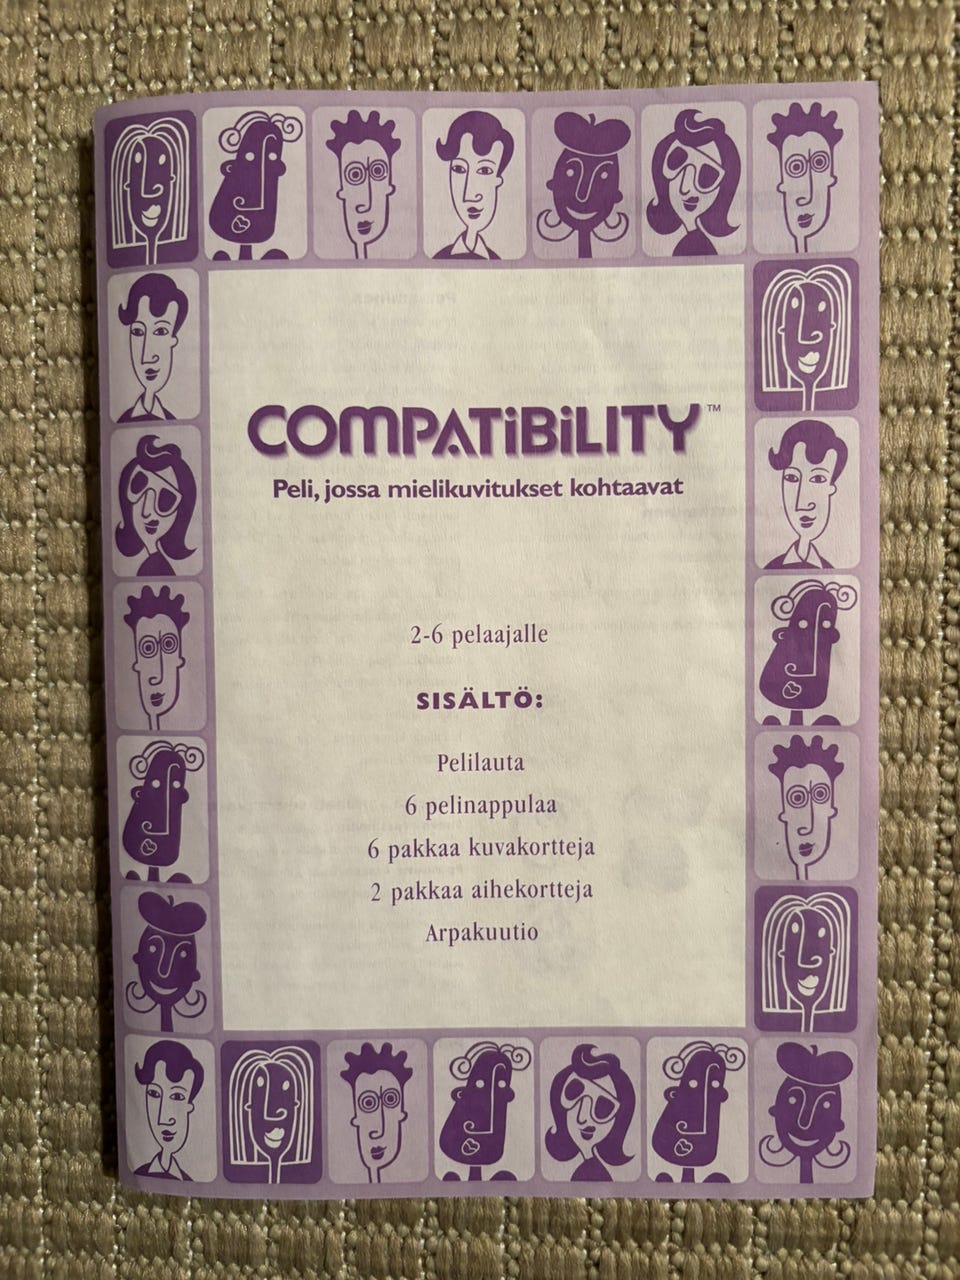 COMPATiBiLITY™
Peli, jossa mielikuvitukset kohtaavat
2-6 pelaajalle
SISÄLTÖ:
Pelilauta
6 pelinappulaa
6 pakkaa kuvakortteja
2 pakkaa aihekortteja
Arpakuutio